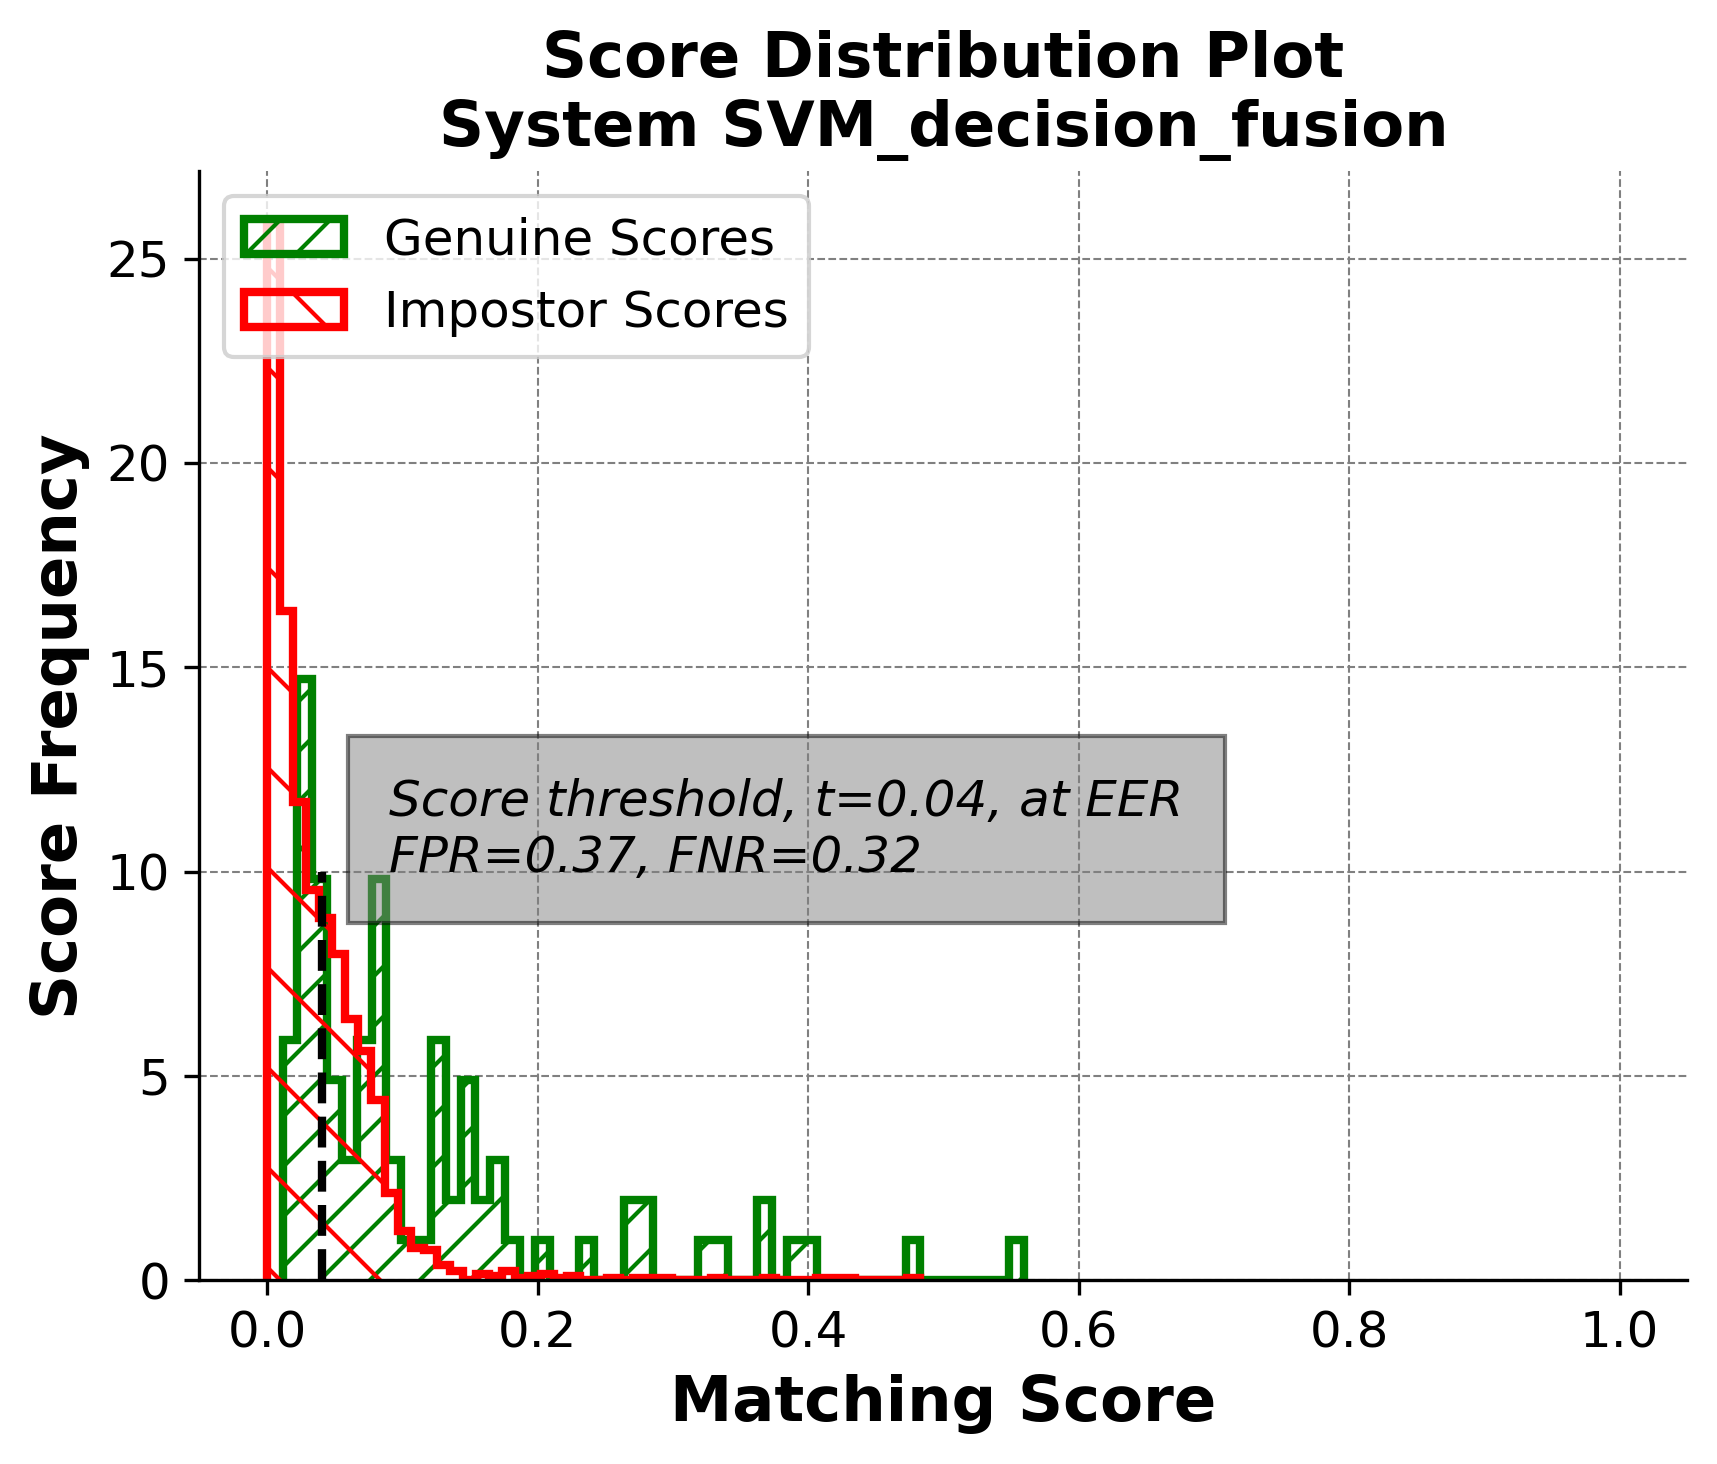 Score Distribution Plot
System SVM_decision_fusion
Genuine Scores
Impostor Scores
25
20
15
10
5
0
Score Frequency
Score threshold, t=0.04, at EER
FPR=0.37, FNR=0.32
0.0 0.2 0.4 0.6 0.8 1.0
Matching Score